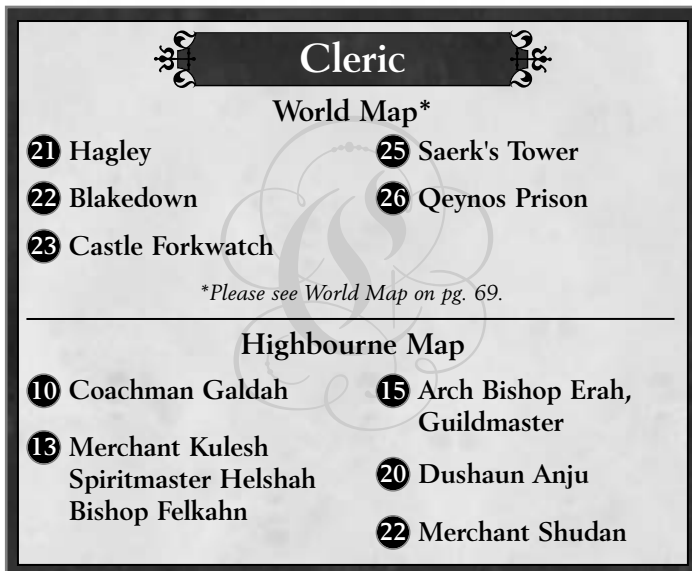 Cleric
World Map*
21 Hagley
22 Blakedown
23 Castle Forkwatch
25 Saerk's Tower
26 Qeynos Prison
*Please see World Map on pg. 69.
Highbourne Map
10 Coachman Galdah
13 Merchant Kulesh
Spiritmaster Helshah
Bishop Felkahn
15 Arch Bishop Erah,
Guildmaster
20 Dushaun Anju
22 Merchant Shudan